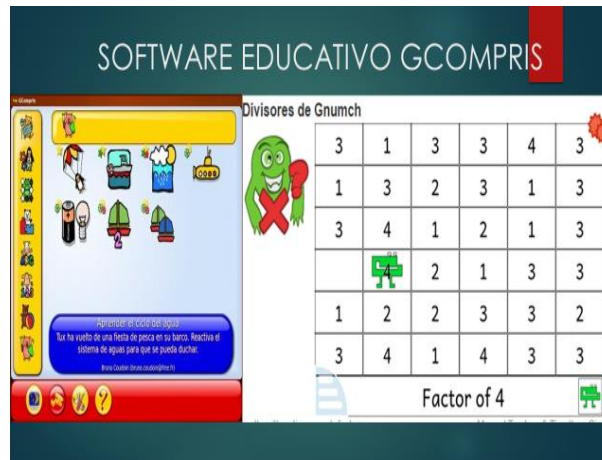 SOFTWARE EDUCATIVO GCOMPRIS
GCompris
Divisores de Gnumch
3 1 3 3 4 3
1 3 2 3 1 3
3 4 1 2 1 3
4 2 1 3 3
1 2 2 3 3 2
3 4 1 4 3 3
Factor of 4
2
Aprender el ciclo del agua
Tux ha vuelto de una fiesta de pesca en su barco. Reactiva el
sistema de aguas para que se pueda duchar.
?